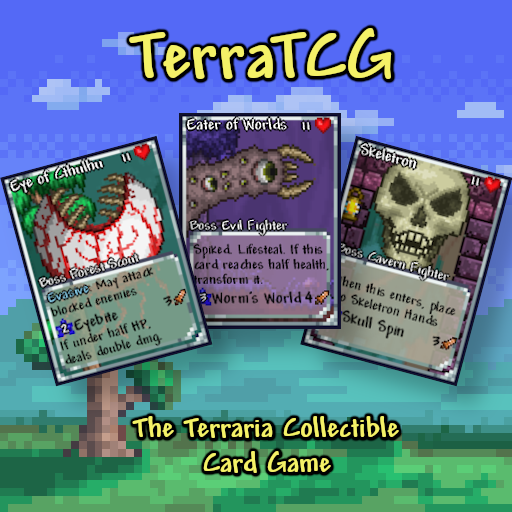 TerraTCG
Eye of Cthulhu 11
Boss Forest Scout
Evasive: May attack
blocked enemies
2 Eyebite 3
If under half HP,
deals double dmg.
Eater of Worlds 11
Boss Evil Fighter
Spiked. Lifesteal. If this
card reaches half health,
transform it.
3 Worm's World 4
Skeletron 11
Boss Cavern Fighter
hen this enters, place
o Skeletron Hands
Skull Spin 3
The Terraria Collectible
Card Game